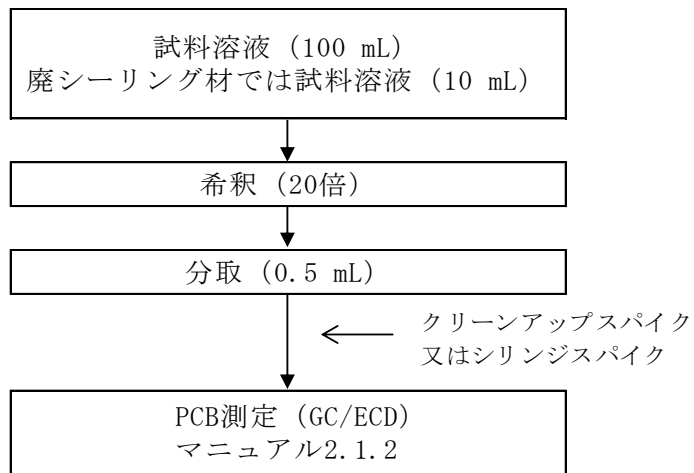 試料溶液 (100 mL)
廃シーリング材では試料溶液 (10 mL)
希釈 (20倍)
分取 (0.5 mL)
クリーンアップスパイク
又はシリンジスパイク
PCB測定 (GC/ECD)
マニュアル2.1.2